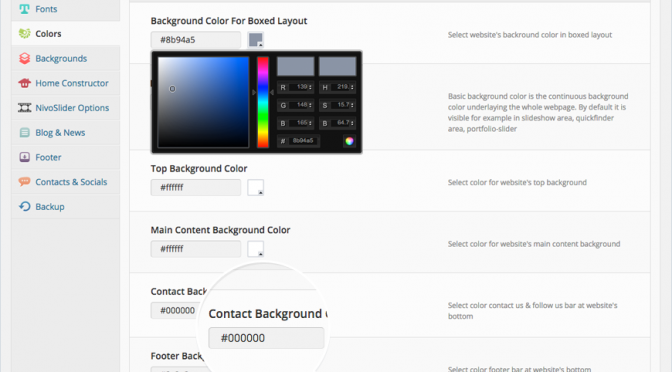 Fonts
Colors
Backgrounds
Home Constructor
NivoSlider Options
Blog & News
Footer
Contacts & Socials
Backup
Background Color For Boxed Layout
#8b94a5
Select website's backround color in boxed layout
R 139 H 219.
G 148 S 15.7
B 165 B 64.7
# 8b94a5
Basic background color is the continuous background
color underlaying the whole webpage. By default it is
visible for example in slideshow area, quickfinder
area, portfolio-slider
Top Background Color
#ffffff
Select color for website's top background
Main Content Background Color
#ffffff
Select color for website's main content background
Contact Back
#000000
Select color contact us & follow us bar at website's
bottom
Contact Background
#000000
Footer Back
Select color footer bar at website's bottom